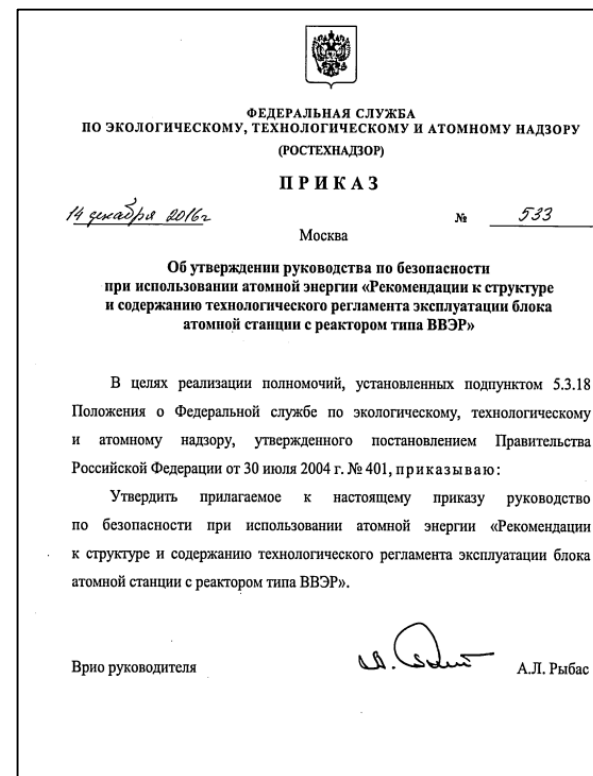 ФЕДЕРАЛЬНАЯ СЛУЖБА
ПО ЭКОЛОГИЧЕСКОМУ, ТЕХНОЛОГИЧЕСКОМУ И АТОМНОМУ НАДЗОРУ
(РОСТЕХНАДЗОР)
ПРИКАЗ
14 декабря 2016г № 533
Москва
Об утверждении руководства по безопасности
при использовании атомной энергии «Рекомендации к структуре
и содержанию технологического регламента эксплуатации блока
атомной станции с реактором типа ВВЭР»
В целях реализации полномочий, установленных подпунктом 5.3.18
Положения о Федеральной службе по экологическому, технологическому
и атомному надзору, утвержденного постановлением Правительства
Российской Федерации от 30 июля 2004 г. № 401, приказываю:
Утвердить прилагаемое к настоящему приказу руководство
по безопасности при использовании атомной энергии «Рекомендации
к структуре и содержанию технологического регламента эксплуатации блока
атомной станции с реактором типа ВВЭР».
Врио руководителя А.Л. Рыбас